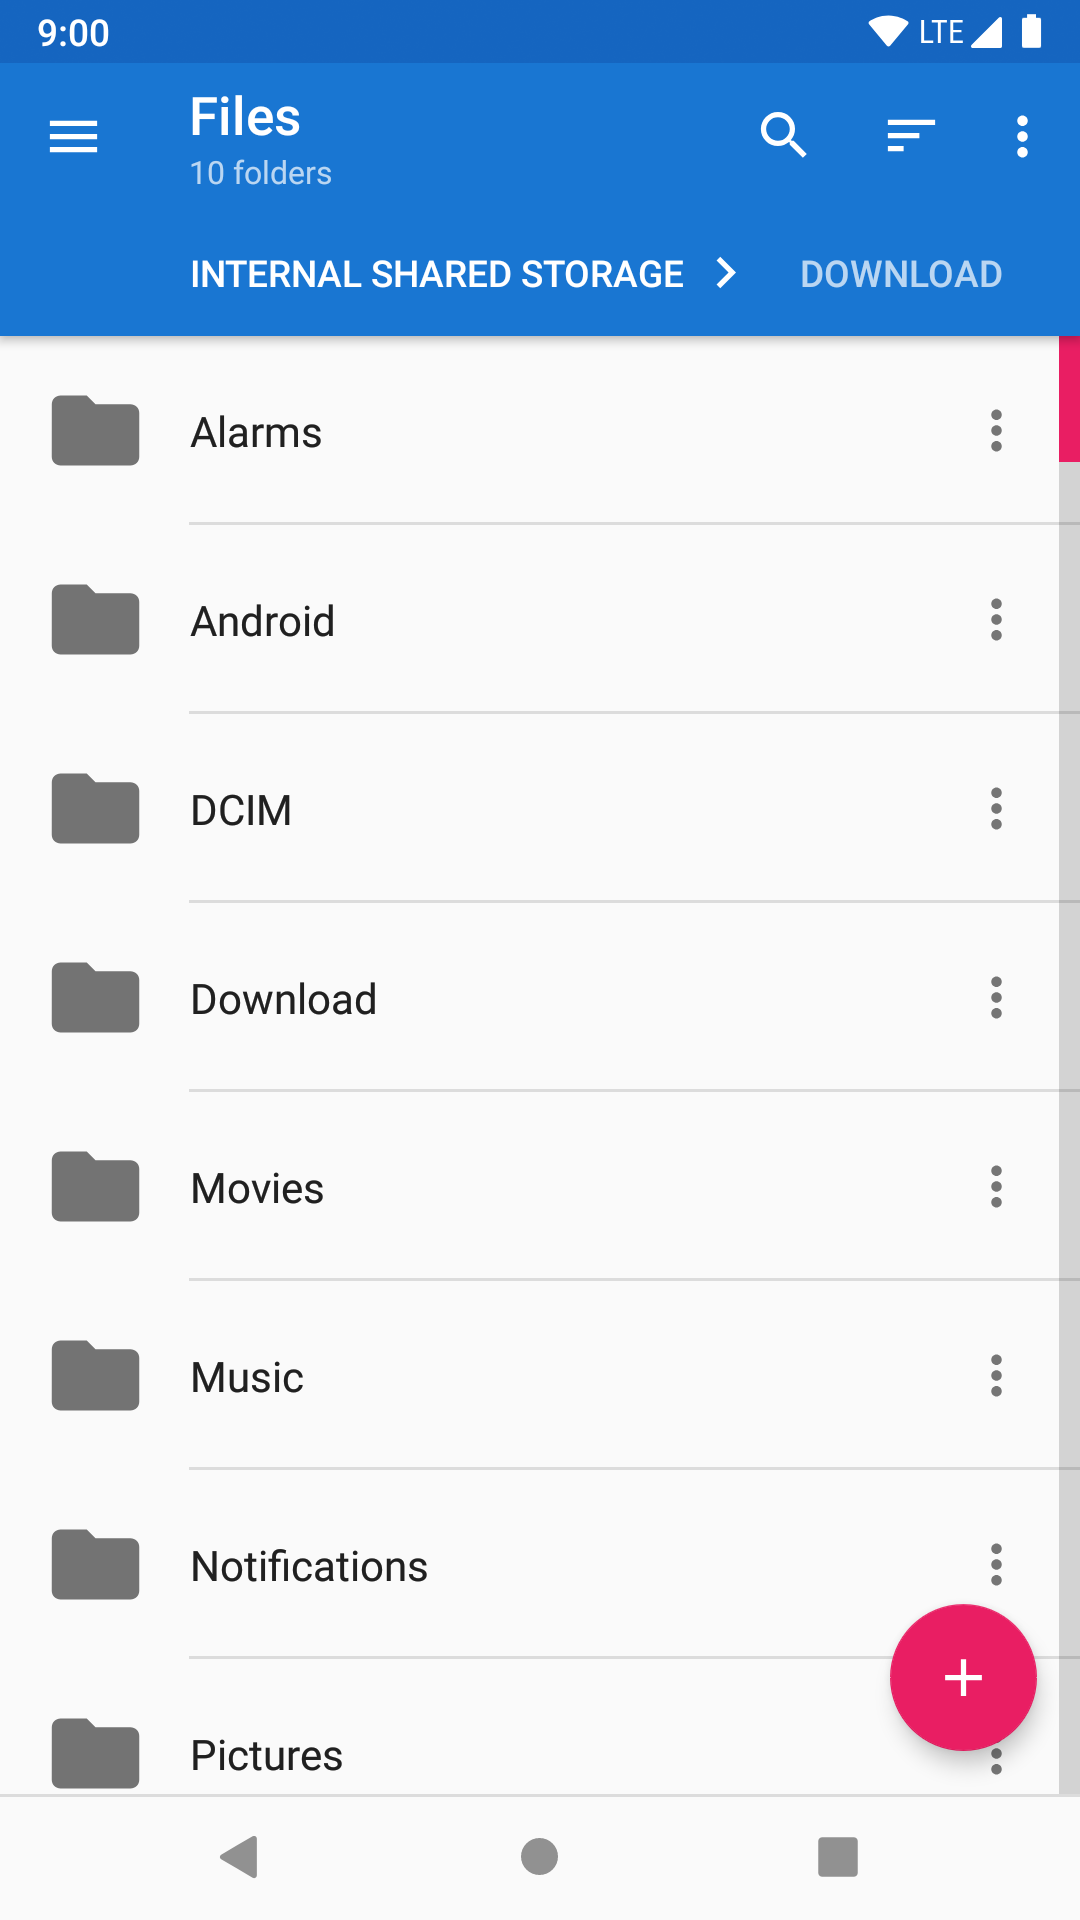 9:00 LTE
Files
10 folders
INTERNAL SHARED STORAGE DOWNLOAD
Alarms
Android
DCIM
Download
Movies
Music
Notifications
Pictures